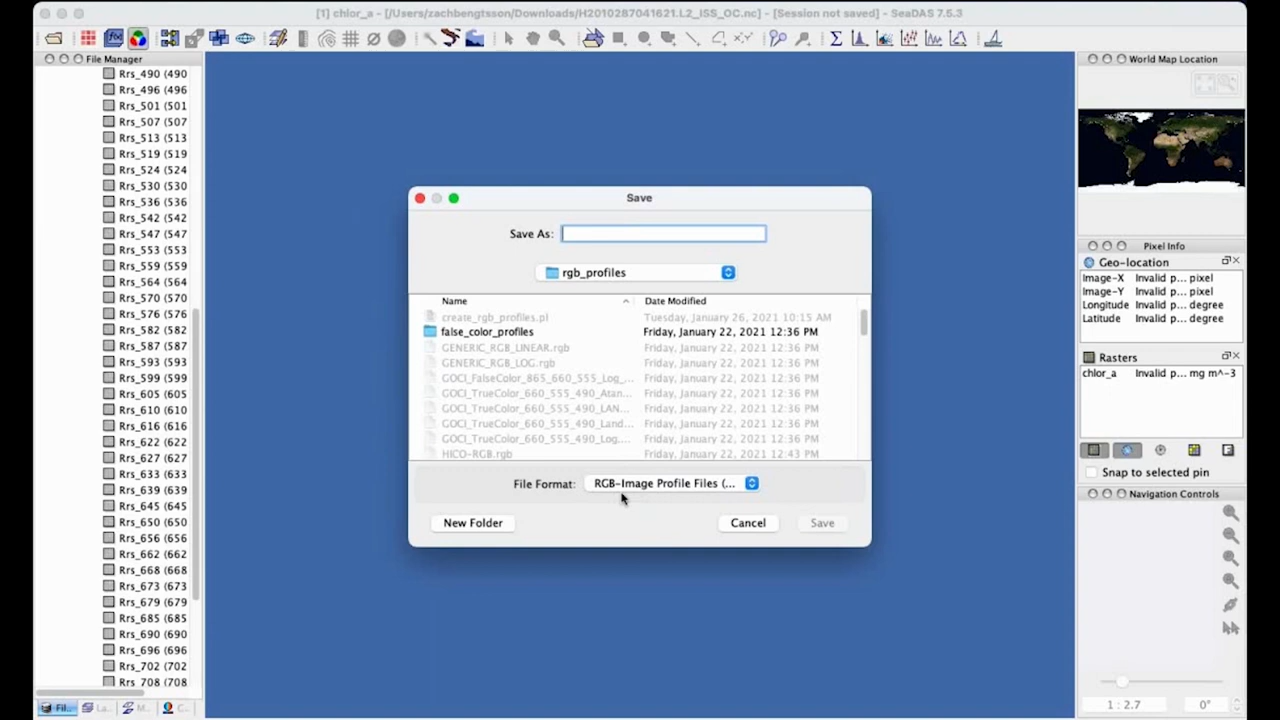 [1] chlor_a - [/Users/zachbengtsson/Downloads/H2010287041621.L2_ISS_OC.nc] - [Session not saved] - SeaDAS 7.5.3
File Manager
Rrs_490 (490
Rrs_496 (496
Rrs_501 (501
Rrs_507 (507
Rrs_513 (513
Rrs_519 (519
Rrs_524 (524
Rrs_530 (530
Rrs_536 (536
Rrs_542 (542
Rrs_547 (547
Rrs_553 (553
Rrs_559 (559
Rrs_564 (564
Rrs_570 (570
Rrs_576 (576
Rrs_582 (582
Rrs_587 (587
Rrs_593 (593
Rrs_599 (599
Rrs_605 (605
Rrs_610 (610
Rrs_616 (616
Rrs_622 (622
Rrs_627 (627
Rrs_633 (633
Rrs_639 (639
Rrs_645 (645
Rrs_650 (650
Rrs_656 (656
Rrs_662 (662
Rrs_668 (668
Rrs_673 (673
Rrs_679 (679
Rrs_685 (685
Rrs_690 (690
Rrs_696 (696
Rrs_702 (702
Rrs_708 (708
Fil... La... M... C...
Save
Save As:
rgb_profiles
Name Date Modified
create_rgb_profiles.pl Tuesday, January 26, 2021 10:15 AM
false_color_profiles Friday, January 22, 2021 12:36 PM
GENERIC_RGB_LINEAR.rgb Friday, January 22, 2021 12:36 PM
GENERIC_RGB_LOG.rgb Friday, January 22, 2021 12:36 PM
GOCI_FalseColor_865_660_555_Log_... Friday, January 22, 2021 12:36 PM
GOCI_TrueColor_660_555_490_Atan... Friday, January 22, 2021 12:36 PM
GOCI_TrueColor_660_555_490_LAN... Friday, January 22, 2021 12:36 PM
GOCI_TrueColor_660_555_490_Land... Friday, January 22, 2021 12:36 PM
GOCI_TrueColor_660_555_490_Log.... Friday, January 22, 2021 12:36 PM
HICO-RGB.rgb Friday, January 22, 2021 12:43 PM
File Format: RGB-Image Profile Files (...
New Folder Cancel Save
World Map Location
Pixel Info
Geo-location
Image-X Invalid p... pixel
Image-Y Invalid p... pixel
Longitude Invalid p... degree
Latitude Invalid p... degree
Rasters
chlor_a Invalid p... mg m^-3
Snap to selected pin
Navigation Controls
1 : 2.7 0°